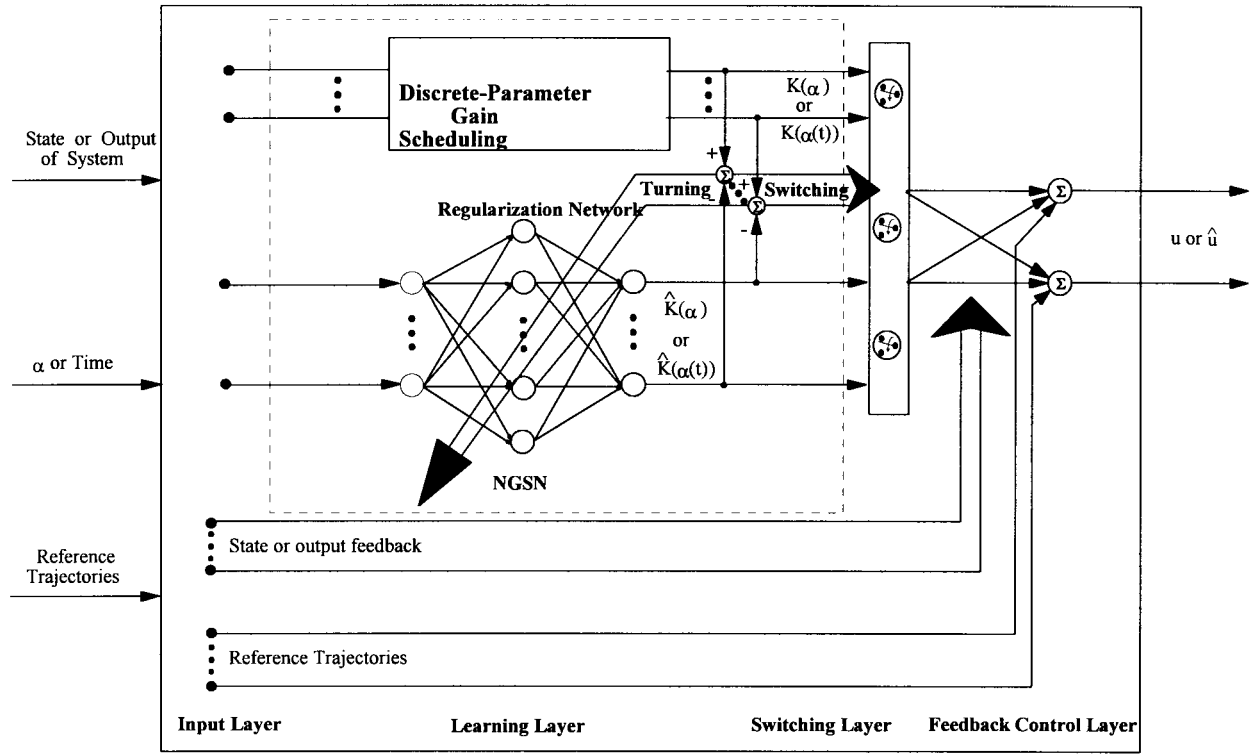 State or Output
of System
α or Time
Reference
Trajectories
Discrete-Parameter
Gain
Scheduling
K(α)
or
K(α(t))
+
Σ
-
Turning
+
Σ
-
Switching
Regularization Network
K̂(α)
or
K̂(α(t))
NGSN
Σ
Σ
u or û
State or output feedback
Reference Trajectories
Input Layer
Learning Layer
Switching Layer
Feedback Control Layer